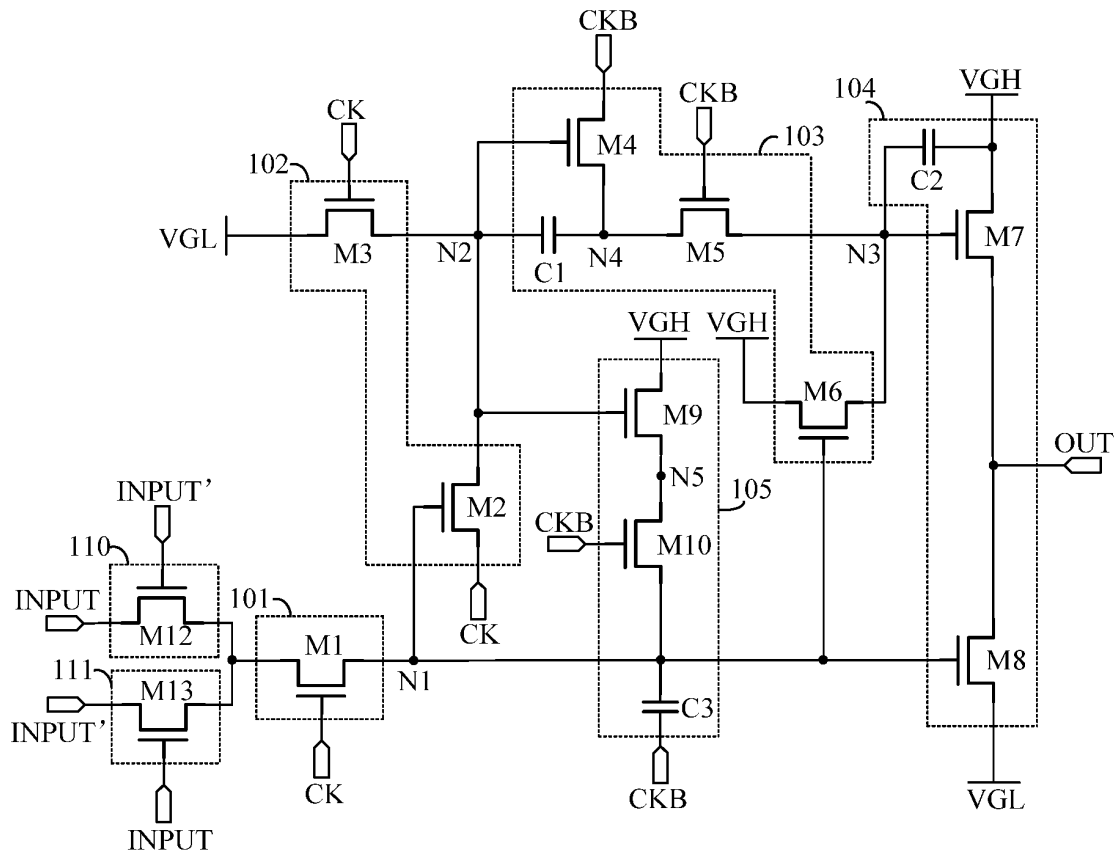 CKB
VGH
CKB
104
CK
103
M4
102
C2
VGL
M3
N2
C1
N4
M5
N3
M7
VGH
VGH
M6
M9
OUT
INPUT’
N5
105
M2
CKB
M10
110
INPUT
M12
101
CK
M1
M8
111
M13
N1
INPUT’
C3
CK
CKB
VGL
INPUT